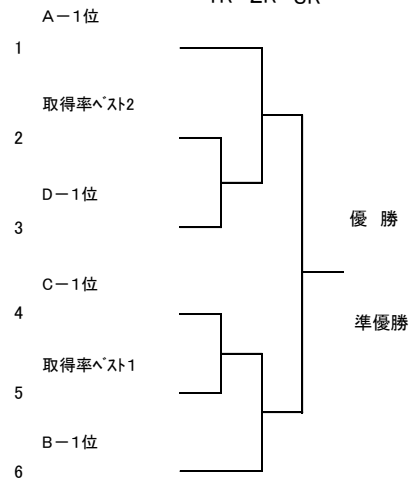 1R 2R 3R
A－1位
1
取得率ﾍﾞｽﾄ2
2
D－1位
3
優 勝
C－1位
4
準優勝
取得率ﾍﾞｽﾄ1
5
B－1位
6